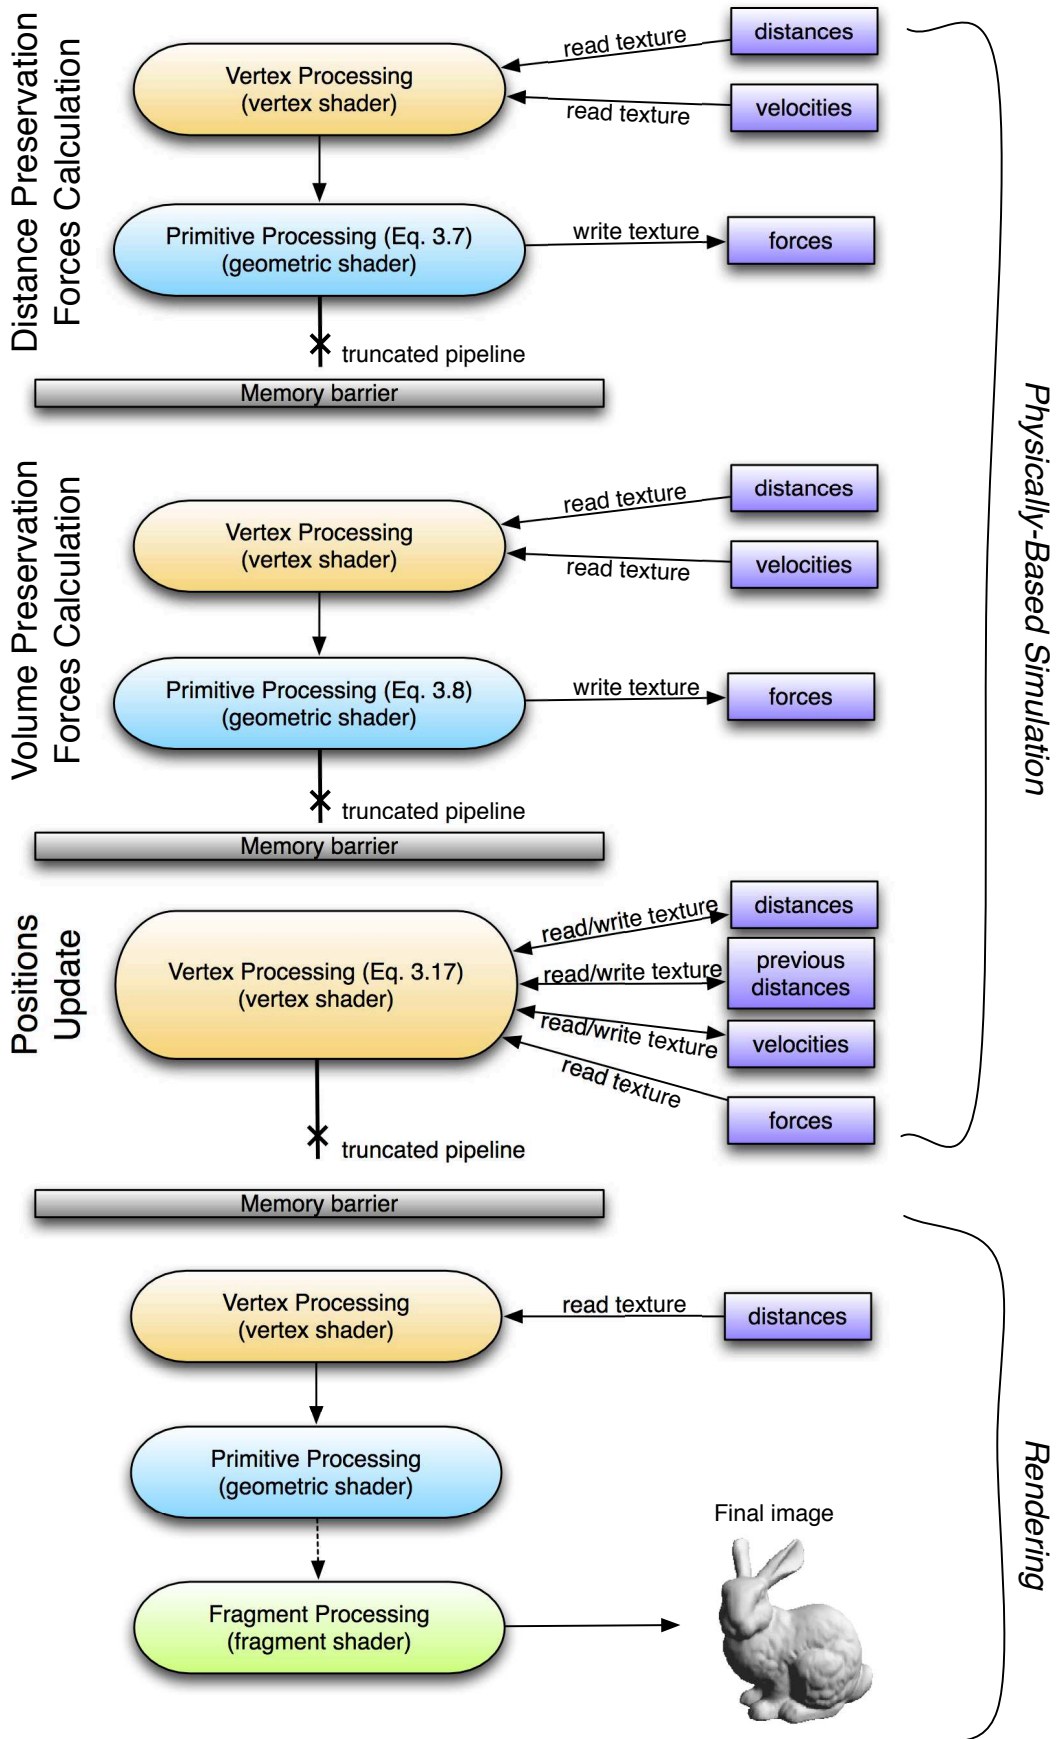 Distance Preservation
Forces Calculation
Vertex Processing
(vertex shader)
read texture
distances
read texture
velocities
Primitive Processing (Eq. 3.7)
(geometric shader)
write texture
forces
truncated pipeline
Memory barrier
Volume Preservation
Forces Calculation
Vertex Processing
(vertex shader)
read texture
distances
read texture
velocities
Primitive Processing (Eq. 3.8)
(geometric shader)
write texture
forces
truncated pipeline
Memory barrier
Physically-Based Simulation
Positions
Update
Vertex Processing (Eq. 3.17)
(vertex shader)
read/write texture
distances
read/write texture
previous
distances
read/write texture
velocities
read texture
forces
truncated pipeline
Memory barrier
Vertex Processing
(vertex shader)
read texture
distances
Primitive Processing
(geometric shader)
Rendering
Final image
Fragment Processing
(fragment shader)